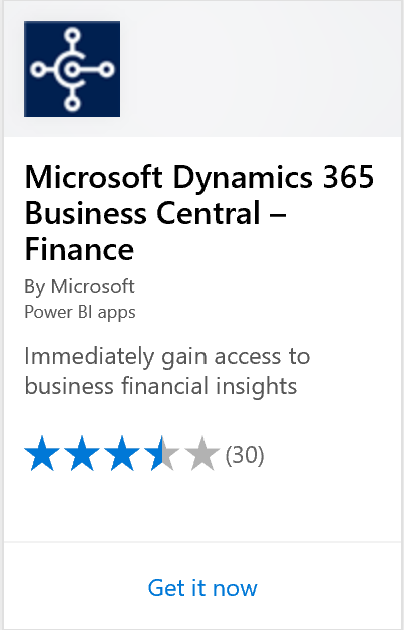 Microsoft Dynamics 365
Business Central –
Finance
By Microsoft
Power BI apps
Immediately gain access to
business financial insights
(30)
Get it now